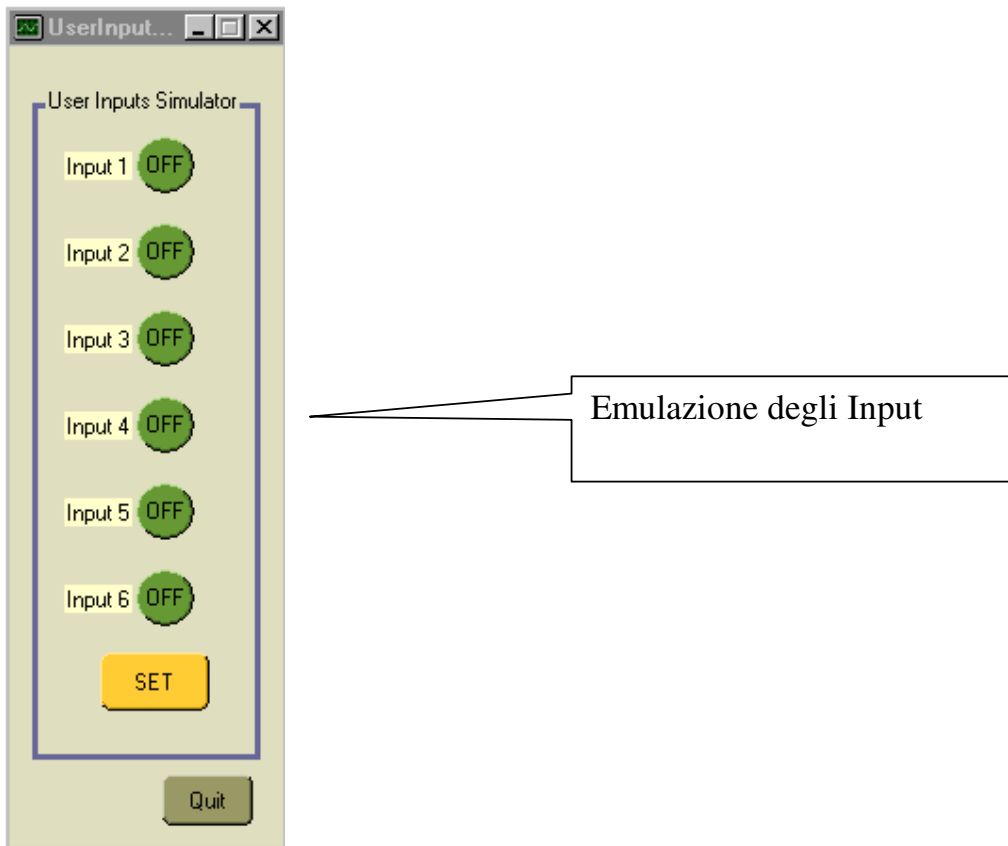 UserInput...
User Inputs Simulator
Input 1 OFF
Input 2 OFF
Input 3 OFF
Input 4 OFF
Input 5 OFF
Input 6 OFF
SET
Quit
Emulazione degli Input